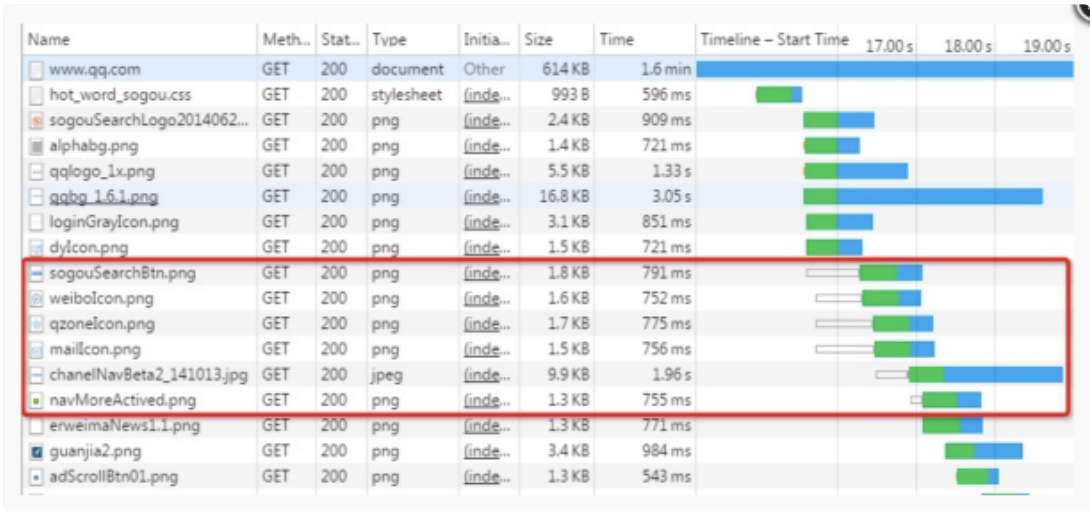 Name Meth... Stat... Type Initia... Size Time Timeline – Start Time 17.00 s 18.00 s 19.00 s
www.qq.com GET 200 document Other 614 KB 1.6 min
hot_word_sogou.css GET 200 stylesheet (inde... 993 B 596 ms
sogouSearchLogo2014062... GET 200 png (inde... 2.4 KB 909 ms
alphabg.png GET 200 png (inde... 1.4 KB 721 ms
qqlogo_1x.png GET 200 png (inde... 5.5 KB 1.33 s
qqbg_1.6.1.png GET 200 png (inde... 16.8 KB 3.05 s
loginGrayIcon.png GET 200 png (inde... 3.1 KB 851 ms
dyIcon.png GET 200 png (inde... 1.5 KB 721 ms
sogouSearchBtn.png GET 200 png (inde... 1.8 KB 791 ms
weiboIcon.png GET 200 png (inde... 1.6 KB 752 ms
qzoneIcon.png GET 200 png (inde... 1.7 KB 775 ms
mailIcon.png GET 200 png (inde... 1.5 KB 756 ms
chanelNavBeta2_141013.jpg GET 200 jpeg (inde... 9.9 KB 1.96 s
navMoreActived.png GET 200 png (inde... 1.3 KB 755 ms
erweimaNews1.1.png GET 200 png (inde... 1.3 KB 771 ms
guanjia2.png GET 200 png (inde... 3.4 KB 984 ms
adScrollBtn01.png GET 200 png (inde... 1.3 KB 543 ms